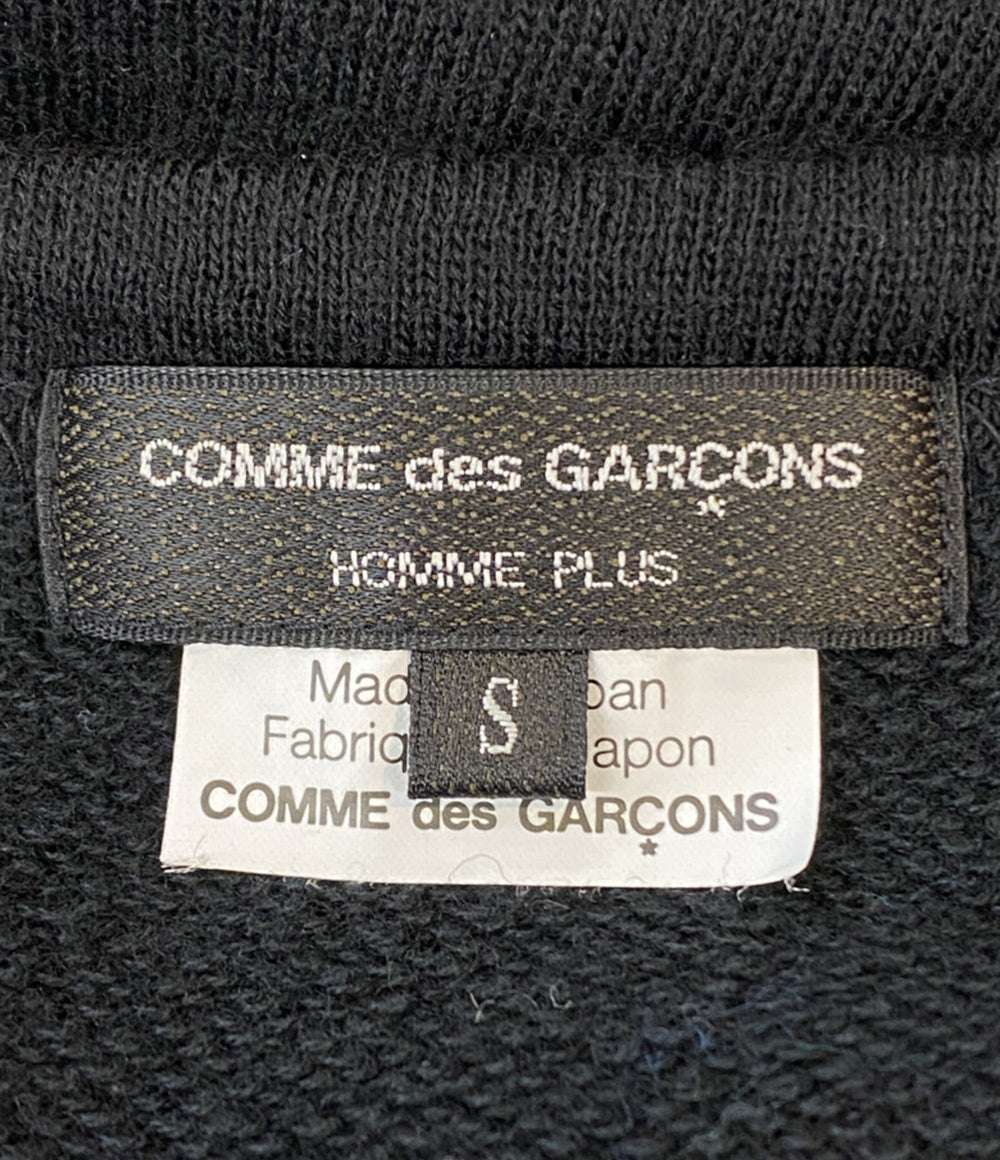 COMME des GARÇONS
HOMME PLUS
S
Mad pan
Fabriq apon
COMME des GARÇONS